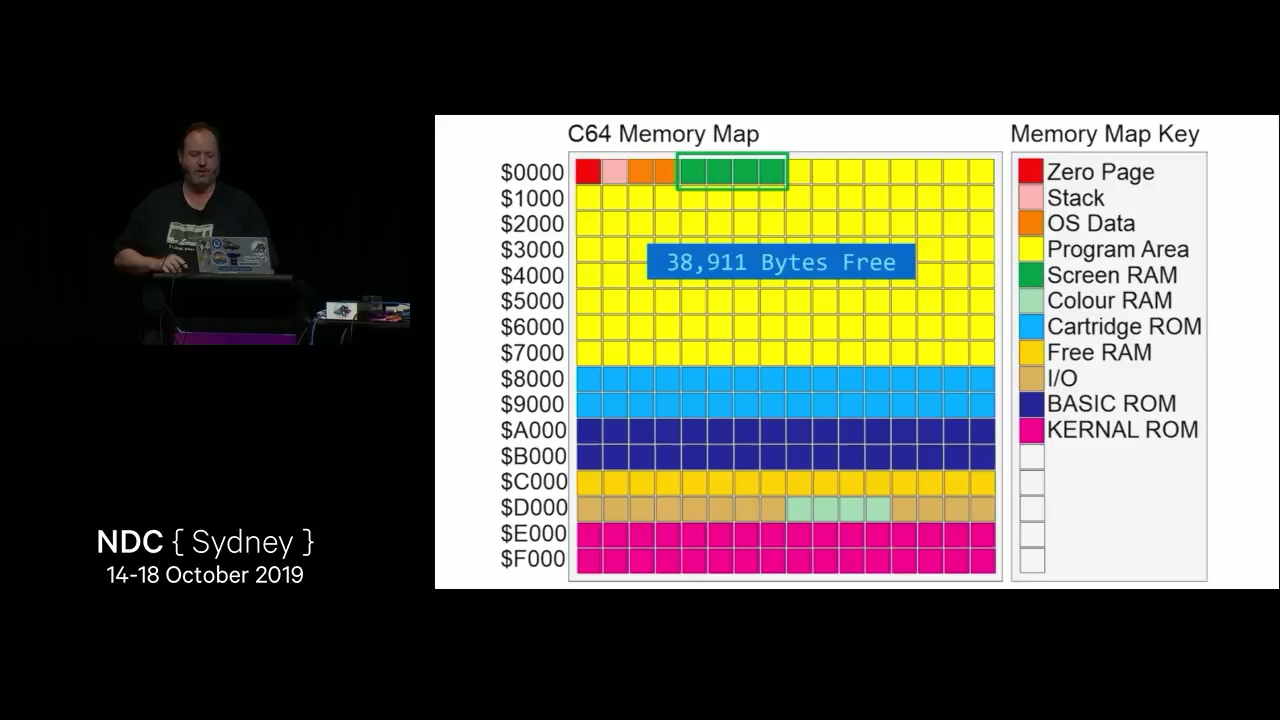 C64 Memory Map
Memory Map Key
$0000
$1000
$2000
$3000
$4000
$5000
$6000
$7000
$8000
$9000
$A000
$B000
$C000
$D000
$E000
$F000
38,911 Bytes Free
Zero Page
Stack
OS Data
Program Area
Screen RAM
Colour RAM
Cartridge ROM
Free RAM
I/O
BASIC ROM
KERNAL ROM
NDC { Sydney }
14-18 October 2019